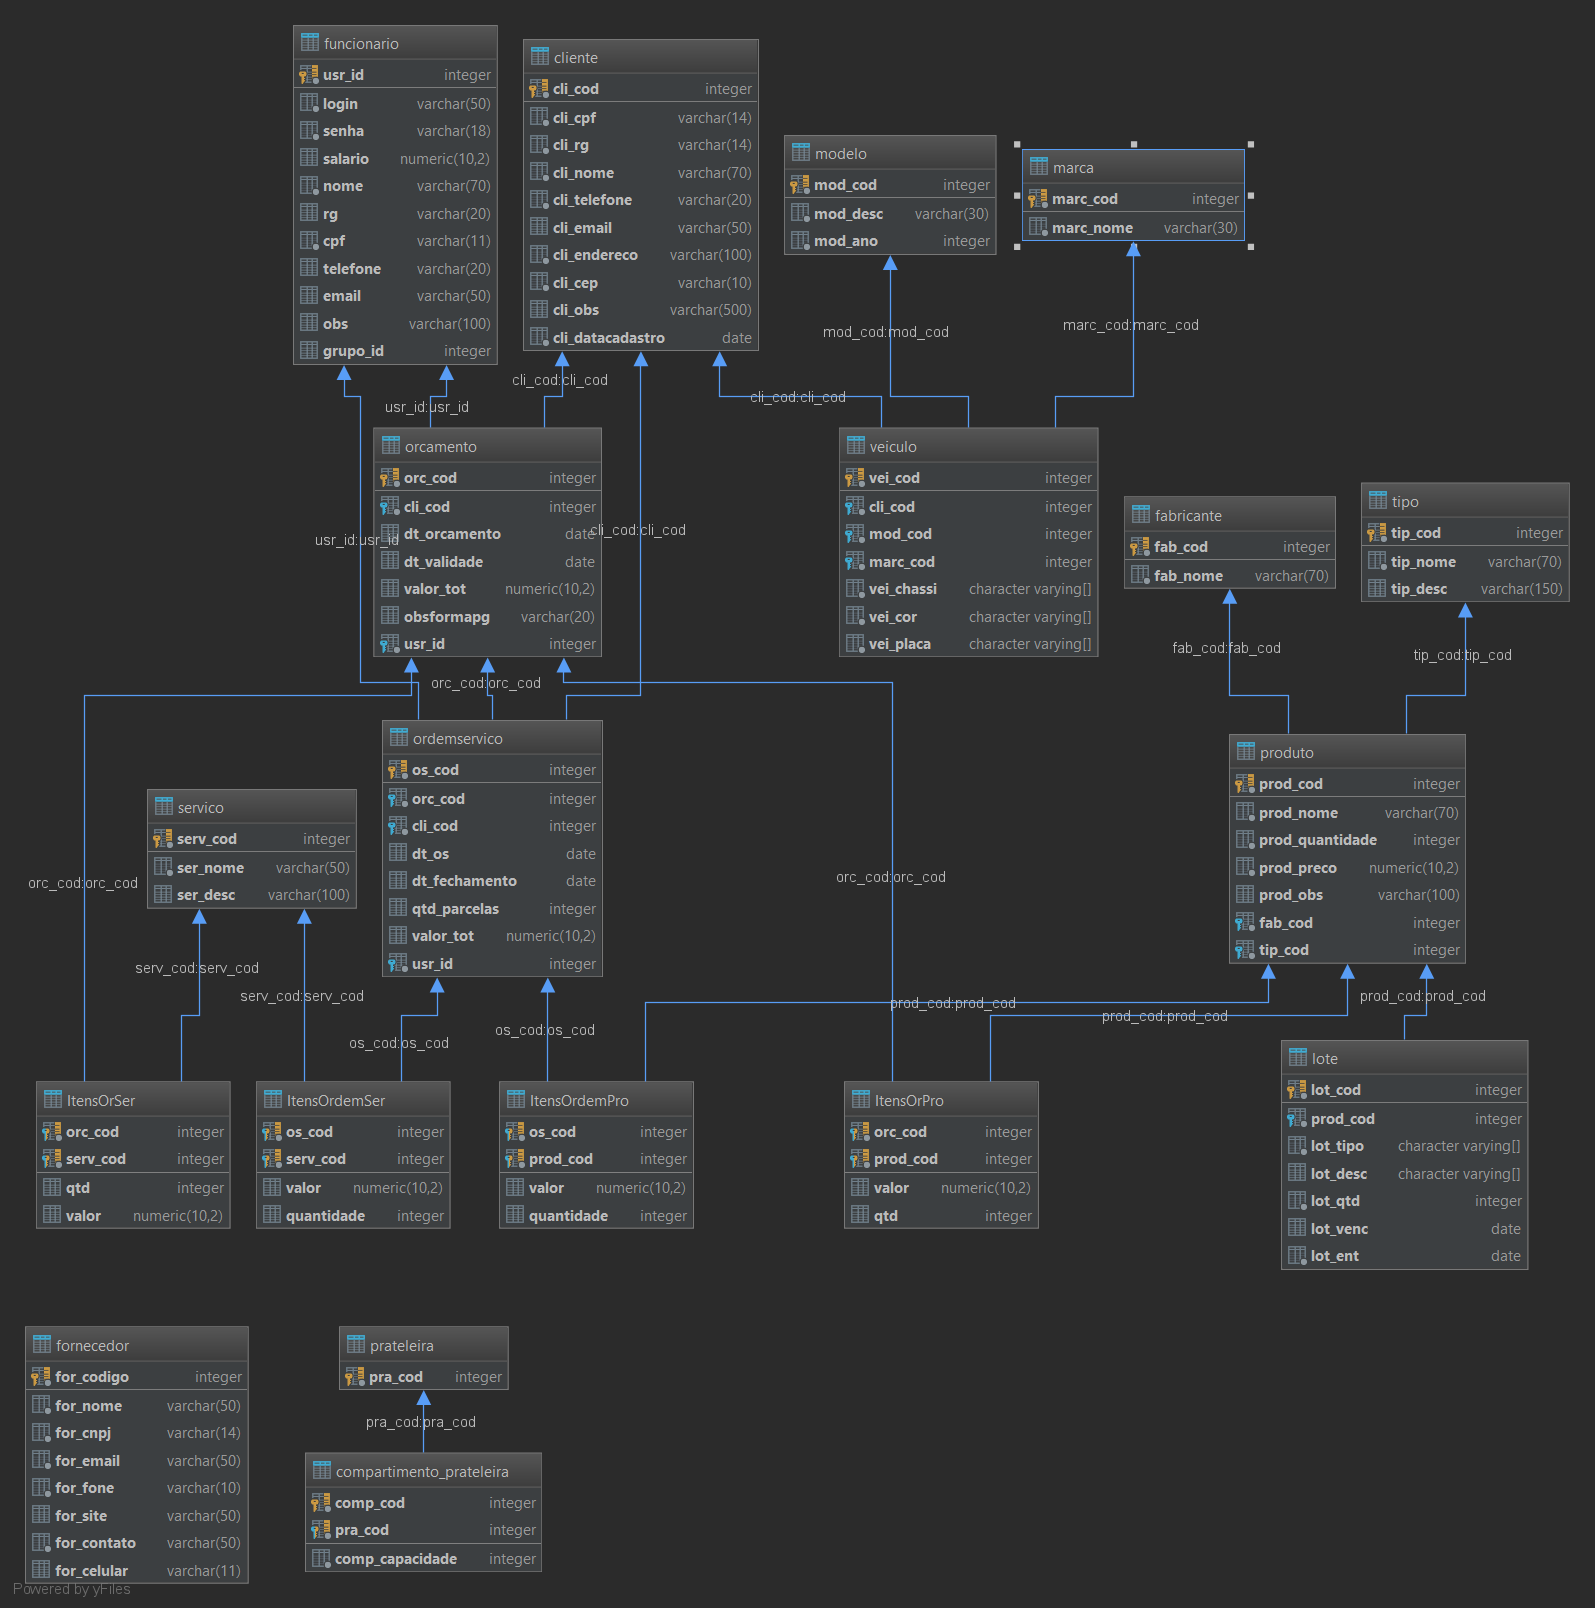 funcionario
usr_id integer
login varchar(50)
senha varchar(18)
salario numeric(10,2)
nome varchar(70)
rg varchar(20)
cpf varchar(11)
telefone varchar(20)
email varchar(50)
obs varchar(100)
grupo_id integer
cliente
cli_cod integer
cli_cpf varchar(14)
cli_rg varchar(14)
cli_nome varchar(70)
cli_telefone varchar(20)
cli_email varchar(50)
cli_endereco varchar(100)
cli_cep varchar(10)
cli_obs varchar(500)
cli_datacadastro date
modelo
mod_cod integer
mod_desc varchar(30)
mod_ano integer
marca
marc_cod integer
marc_nome varchar(30)
mod_cod:mod_cod
marc_cod:marc_cod
cli_cod:cli_cod
cli_cod:cli_cod
usr_id:usr_id
orcamento
orc_cod integer
cli_cod integer
dt_orcamento date
dt_validade date
valor_tot numeric(10,2)
obsformapg varchar(20)
usr_id integer
usr_id:usr_id
cli_cod:cli_cod
veiculo
vei_cod integer
cli_cod integer
mod_cod integer
marc_cod integer
vei_chassi character varying[]
vei_cor character varying[]
vei_placa character varying[]
fabricante
fab_cod integer
fab_nome varchar(70)
tipo
tip_cod integer
tip_nome varchar(70)
tip_desc varchar(150)
fab_cod:fab_cod
tip_cod:tip_cod
orc_cod:orc_cod
ordemservico
os_cod integer
orc_cod integer
cli_cod integer
dt_os date
dt_fechamento date
qtd_parcelas integer
valor_tot numeric(10,2)
usr_id integer
produto
prod_cod integer
prod_nome varchar(70)
prod_quantidade integer
prod_preco numeric(10,2)
prod_obs varchar(100)
fab_cod integer
tip_cod integer
servico
serv_cod integer
ser_nome varchar(50)
ser_desc varchar(100)
orc_cod:orc_cod
orc_cod:orc_cod
serv_cod:serv_cod
serv_cod:serv_cod
os_cod:os_cod
os_cod:os_cod
prod_cod:prod_cod
prod_cod:prod_cod
prod_cod:prod_cod
ItensOrSer
orc_cod integer
serv_cod integer
qtd integer
valor numeric(10,2)
ItensOrdemSer
os_cod integer
serv_cod integer
valor numeric(10,2)
quantidade integer
ItensOrdemPro
os_cod integer
prod_cod integer
valor numeric(10,2)
quantidade integer
ItensOrPro
orc_cod integer
prod_cod integer
valor numeric(10,2)
qtd integer
lote
lot_cod integer
prod_cod integer
lot_tipo character varying[]
lot_desc character varying[]
lot_qtd integer
lot_venc date
lot_ent date
fornecedor
for_codigo integer
for_nome varchar(50)
for_cnpj varchar(14)
for_email varchar(50)
for_fone varchar(10)
for_site varchar(50)
for_contato varchar(50)
for_celular varchar(11)
prateleira
pra_cod integer
pra_cod:pra_cod
compartimento_prateleira
comp_cod integer
pra_cod integer
comp_capacidade integer
Powered by yFiles